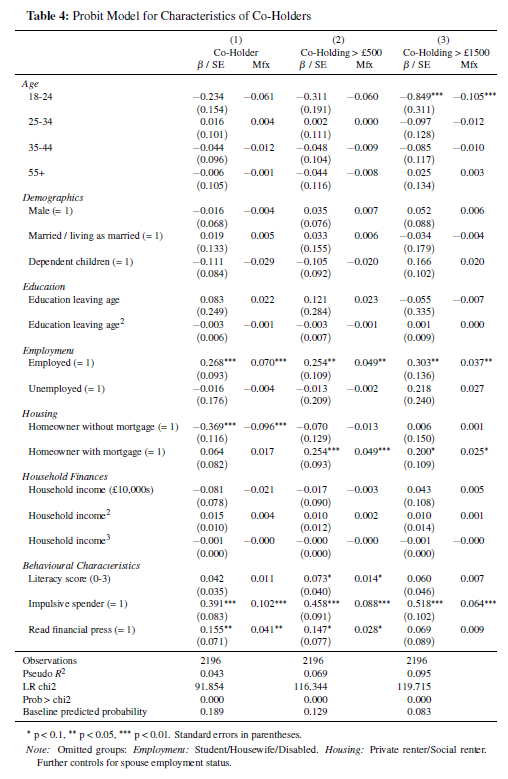 Table 4: Probit Model for Characteristics of Co-Holders
(1) (2) (3)
Co-Holder Co-Holding > £500 Co-Holding > £1500
β / SE Mfx β / SE Mfx β / SE Mfx
Age
18-24 −0.234 −0.061 −0.311 −0.060 −0.849*** −0.105***
(0.154) (0.191) (0.311)
25-34 0.016 0.004 0.002 0.000 −0.097 −0.012
(0.101) (0.111) (0.128)
35-44 −0.044 −0.012 −0.048 −0.009 −0.085 −0.010
(0.096) (0.104) (0.117)
55+ −0.006 −0.001 −0.044 −0.008 0.025 0.003
(0.105) (0.116) (0.134)
Demographics
Male (= 1) −0.016 −0.004 0.035 0.007 0.052 0.006
(0.068) (0.076) (0.088)
Married / living as married (= 1) 0.019 0.005 0.033 0.006 −0.034 −0.004
(0.133) (0.155) (0.179)
Dependent children (= 1) −0.111 −0.029 −0.105 −0.020 0.166 0.020
(0.084) (0.092) (0.102)
Education
Education leaving age 0.083 0.022 0.121 0.023 −0.055 −0.007
(0.249) (0.284) (0.335)
Education leaving age² −0.003 −0.001 −0.003 −0.001 0.001 0.000
(0.006) (0.007) (0.009)
Employment
Employed (= 1) 0.268*** 0.070*** 0.254** 0.049** 0.303** 0.037**
(0.093) (0.109) (0.136)
Unemployed (= 1) −0.016 −0.004 −0.013 −0.002 0.218 0.027
(0.176) (0.209) (0.240)
Housing
Homeowner without mortgage (= 1) −0.369*** −0.096*** −0.070 −0.013 0.006 0.001
(0.116) (0.129) (0.150)
Homeowner with mortgage (= 1) 0.064 0.017 0.254*** 0.049*** 0.200* 0.025*
(0.082) (0.093) (0.109)
Household Finances
Household income (£10,000s) −0.081 −0.021 −0.017 −0.003 0.043 0.005
(0.078) (0.090) (0.108)
Household income² 0.015 0.004 0.010 0.002 0.010 0.001
(0.010) (0.012) (0.014)
Household income³ −0.001 −0.000 −0.000 −0.000 −0.001 −0.000
(0.000) (0.000) (0.000)
Behavioural Characteristics
Literacy score (0-3) 0.042 0.011 0.073* 0.014* 0.060 0.007
(0.035) (0.040) (0.046)
Impulsive spender (= 1) 0.391*** 0.102*** 0.458*** 0.088*** 0.518*** 0.064***
(0.083) (0.091) (0.102)
Read financial press (= 1) 0.155** 0.041** 0.147* 0.028* 0.069 0.009
(0.071) (0.077) (0.089)
Observations 2196 2196 2196
Pseudo R² 0.043 0.069 0.095
LR chi2 91.854 116.344 119.715
Prob > chi2 0.000 0.000 0.000
Baseline predicted probability 0.189 0.129 0.083
* p < 0.1, ** p < 0.05, *** p < 0.01. Standard errors in parentheses.
Note: Omitted groups: Employment: Student/Housewife/Disabled. Housing: Private renter/Social renter.
Further controls for spouse employment status.